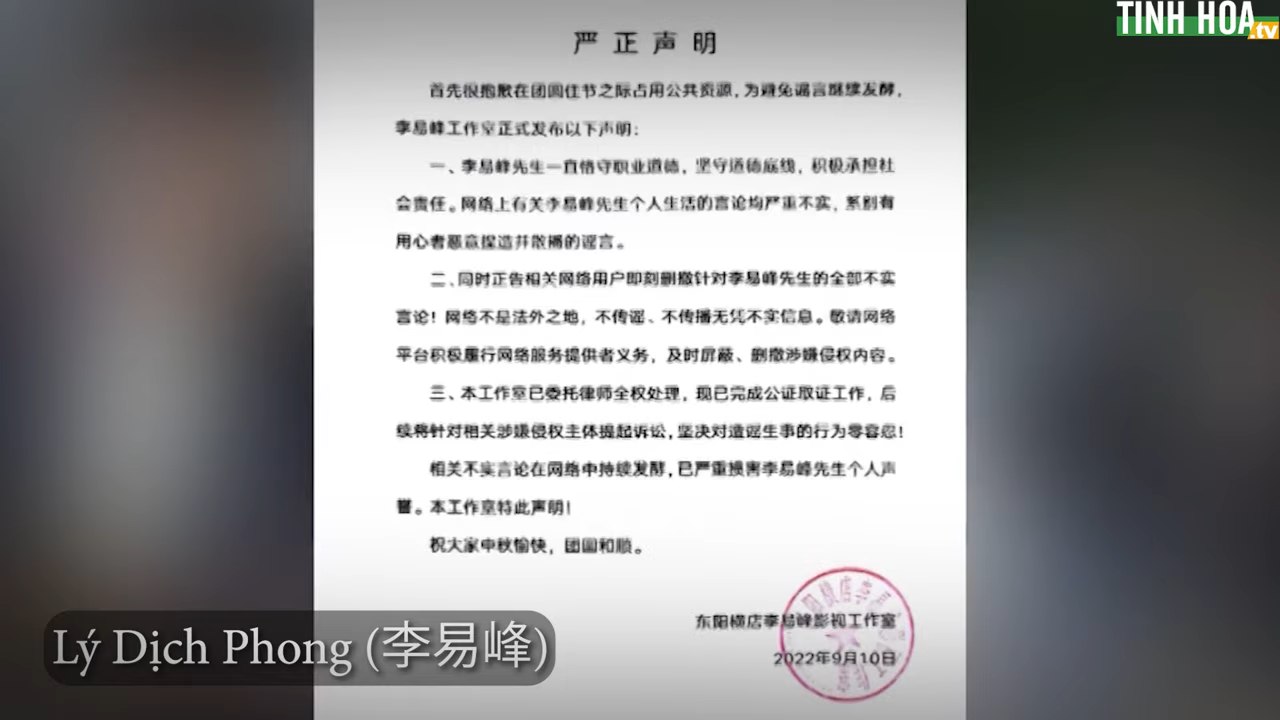 TINH HOA
.tv
严正声明
首先很抱歉在团圆佳节之际占用公共资源，为避免谣言继续发酵，
李易峰工作室正式发布以下声明：
一、李易峰先生一直恪守职业道德，坚守道德底线，积极承担社
会责任。网络上有关李易峰先生个人生活的言论均严重不实，系别有
用心者恶意捏造并散播的谣言。
二、同时正告相关网络用户即刻删撤针对李易峰先生的全部不实
言论！网络不是法外之地，不传谣、不传播无凭不实信息。敬请网络
平台积极履行网络服务提供者义务，及时屏蔽、删撤涉嫌侵权内容。
三、本工作室已委托律师全权处理，现已完成公证取证工作，后
续将针对相关涉嫌侵权主体提起诉讼，坚决对造谣生事的行为零容忍！
相关不实言论在网络中持续发酵，已严重损害李易峰先生个人声
誉。本工作室特此声明！
祝大家中秋愉快，团圆和顺。
东阳横店李易峰影视工作室
2022年9月10日
Lý Dịch Phong (李易峰)